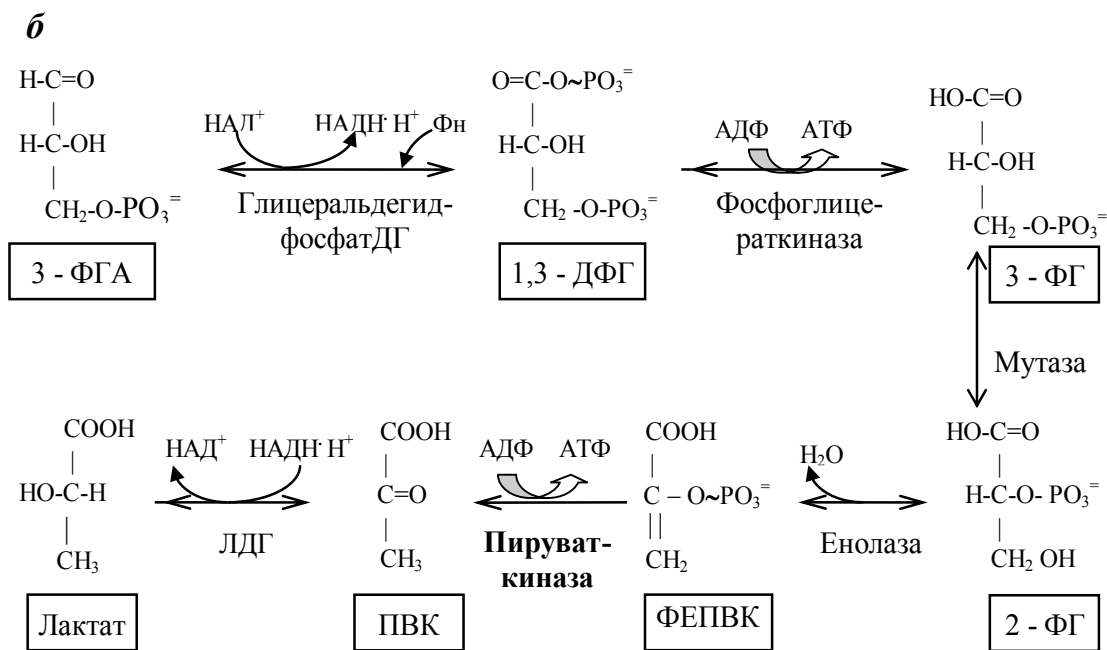 б
H-C=O
|
H-C-OH
|
CH₂-O-PO₃⁼
3 - ФГА
НАД⁺ НАДН· Н⁺ Фн
Глицеральдегид-
фосфатДГ
O=C-O~PO₃⁼
|
H-C-OH
|
CH₂ -O-PO₃⁼
1,3 - ДФГ
АДФ АТФ
Фосфоглице-
раткиназа
HO-C=O
|
H-C-OH
|
CH₂ -O-PO₃⁼
3 - ФГ
Мутаза
COOH
|
HO-C-H
|
CH₃
Лактат
НАД⁺ НАДН· Н⁺
ЛДГ
COOH
|
C=O
|
CH₃
ПВК
АДФ АТФ
Пируват-
киназа
COOH
|
C – O~PO₃⁼
||
CH₂
ФЕПВК
H₂O
Енолаза
HO-C=O
|
H-C-O- PO₃⁼
|
CH₂ OH
2 - ФГ